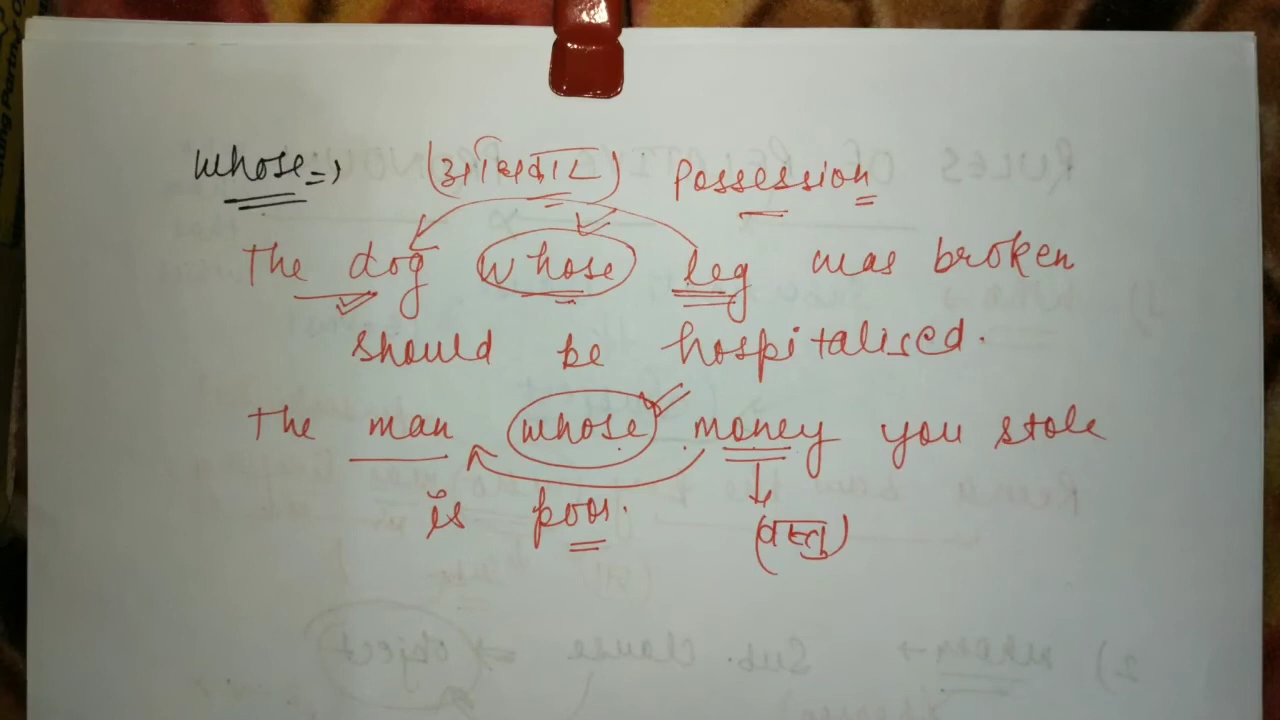 whose => (अधिकार) Possession
The dog whose leg was broken
should be hospitalised.
The man whose money you stole
is poor.
(वस्तु)